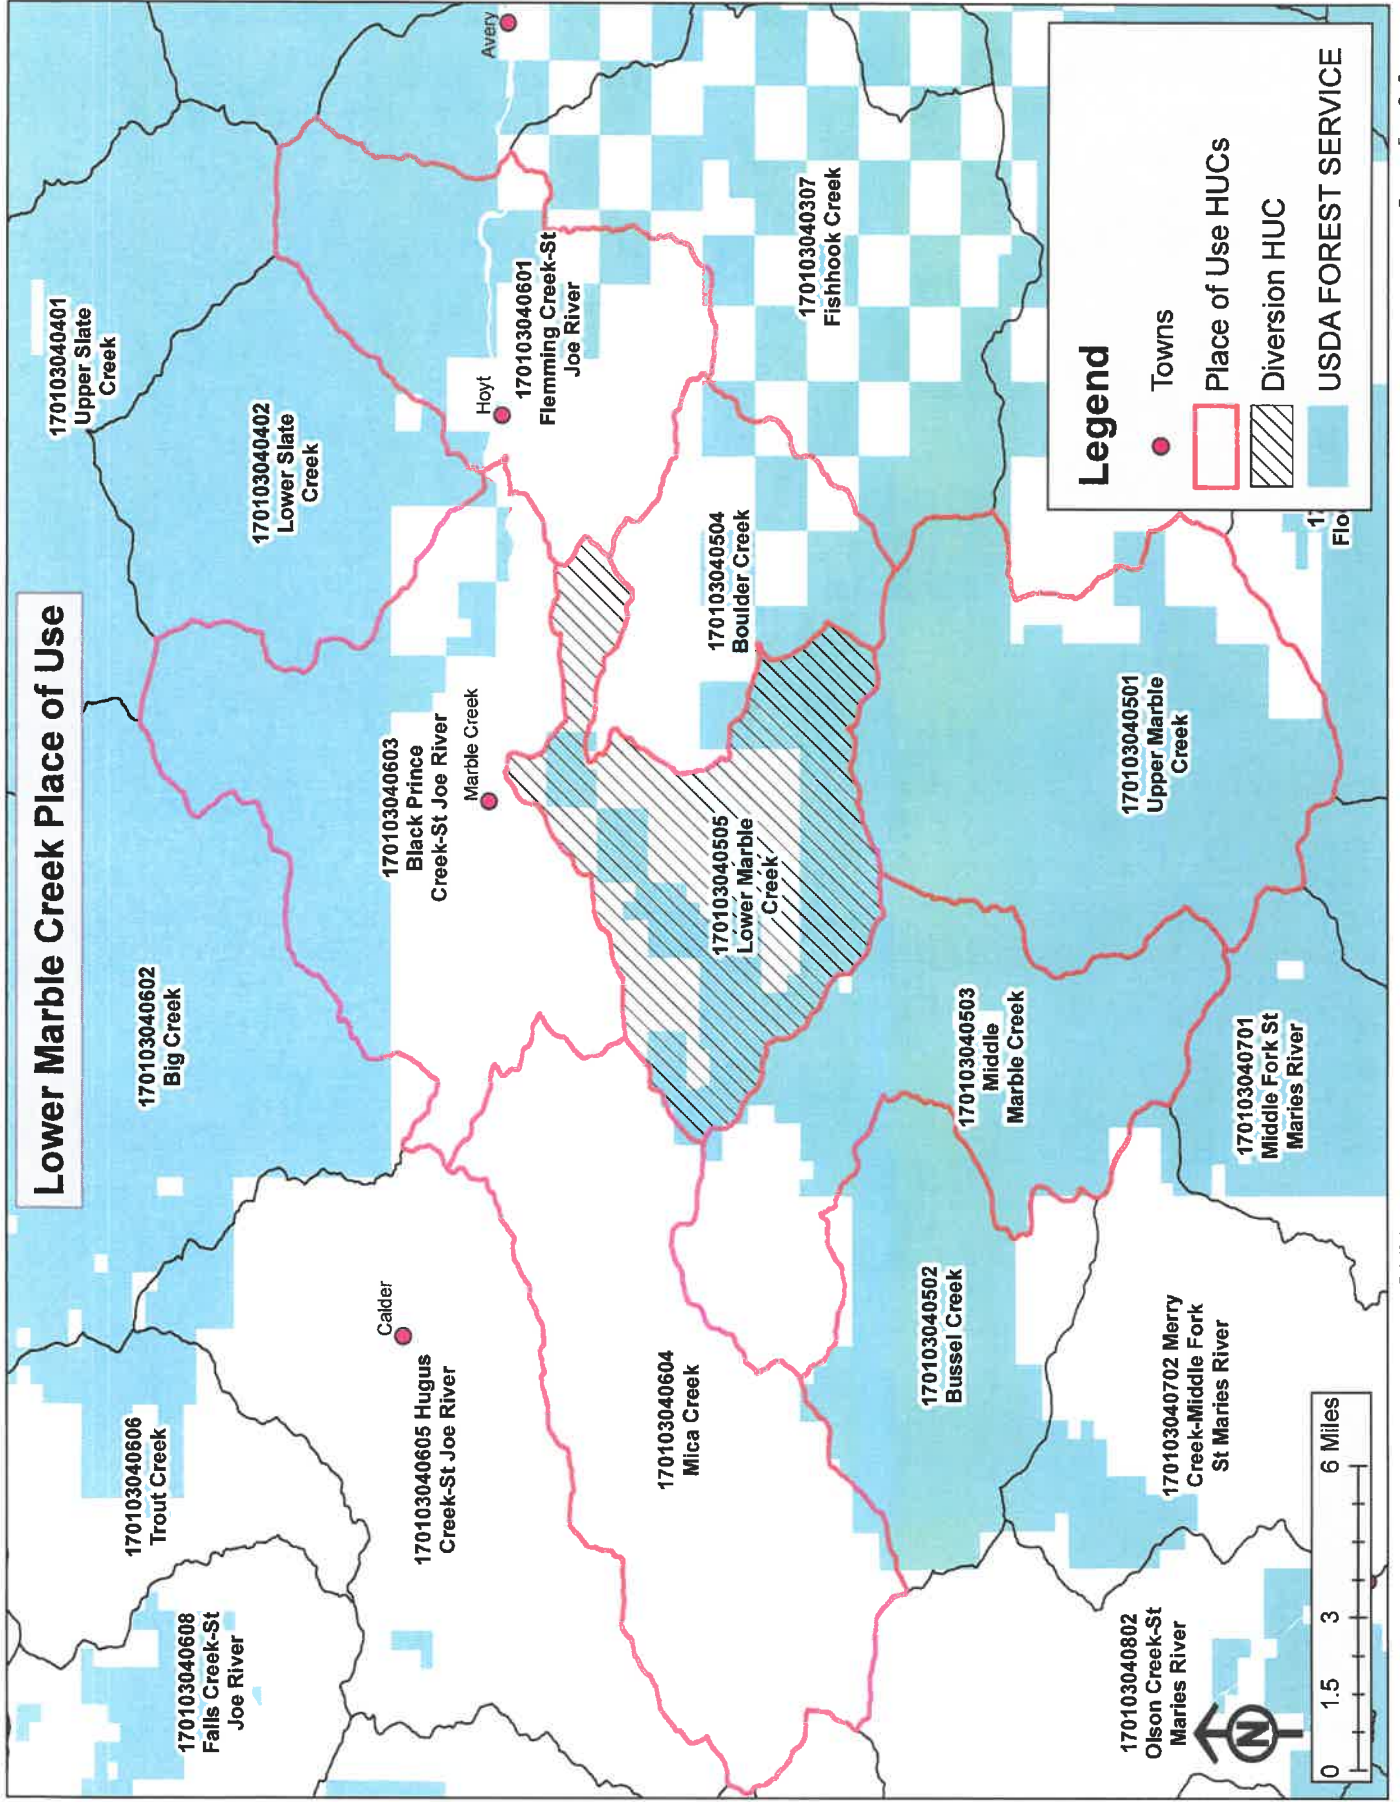 Lower Marble Creek Place of Use
170103040401
Upper Slate
Creek
170103040402
Lower Slate
Creek
170103040602
Big Creek
170103040606
Trout Creek
170103040608
Falls Creek-St
Joe River
Avery
Hoyt
170103040601
Flemming Creek-St
Joe River
Marble Creek
170103040603
Black Prince
Creek-St Joe River
Calder
170103040605 Hugus
Creek-St Joe River
170103040307
Fishhook Creek
170103040504
Boulder Creek
170103040505
Lower Marble
Creek
170103040604
Mica Creek
170103040503
Middle
Marble Creek
170103040502
Bussel Creek
170103040501
Upper Marble
Creek
170103040701
Middle Fork St
Maries River
170103040702 Merry
Creek-Middle Fork
St Maries River
170103040802
Olson Creek-St
Maries River
17
Flo
Legend
Towns
Place of Use HUCs
Diversion HUC
USDA FOREST SERVICE
N
0 1.5 3 6 Miles